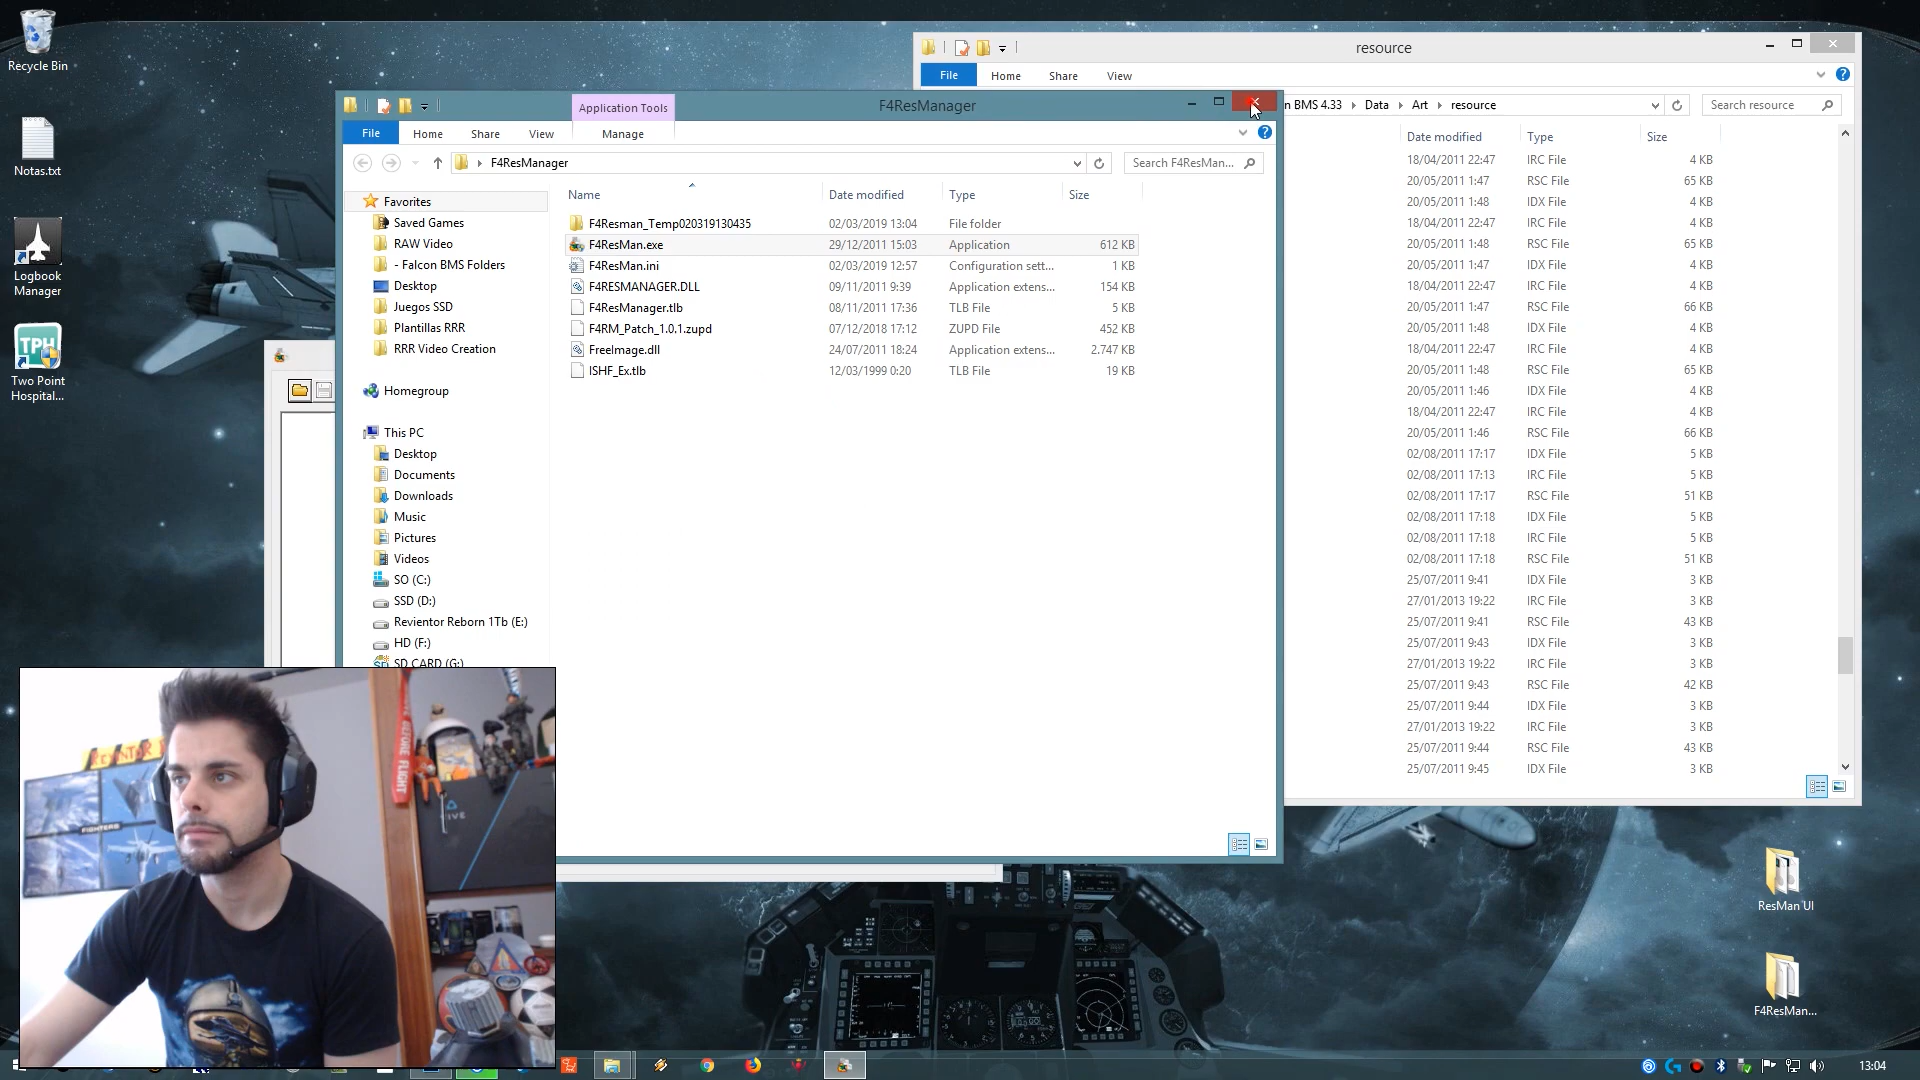 Recycle Bin
Notas.txt
Logbook
Manager
TPH
Two Point
Hospital...
resource
File
Home
Share
View
n BMS 4.33
Data
Art
resource
Search resource
Date modified
Type
Size
18/04/2011 22:47 IRC File 4 KB
20/05/2011 1:47 RSC File 65 KB
20/05/2011 1:48 IDX File 4 KB
18/04/2011 22:47 IRC File 4 KB
20/05/2011 1:48 RSC File 65 KB
20/05/2011 1:47 IDX File 4 KB
18/04/2011 22:47 IRC File 4 KB
20/05/2011 1:47 RSC File 66 KB
20/05/2011 1:48 IDX File 4 KB
18/04/2011 22:47 IRC File 4 KB
20/05/2011 1:48 RSC File 65 KB
20/05/2011 1:46 IDX File 4 KB
18/04/2011 22:47 IRC File 4 KB
20/05/2011 1:46 RSC File 66 KB
02/08/2011 17:17 IDX File 5 KB
02/08/2011 17:13 IRC File 5 KB
02/08/2011 17:17 RSC File 51 KB
02/08/2011 17:18 IDX File 5 KB
02/08/2011 17:18 IRC File 5 KB
02/08/2011 17:18 RSC File 51 KB
25/07/2011 9:41 IDX File 3 KB
27/01/2013 19:22 IRC File 3 KB
25/07/2011 9:41 RSC File 43 KB
25/07/2011 9:43 IDX File 3 KB
27/01/2013 19:22 IRC File 3 KB
25/07/2011 9:43 RSC File 42 KB
25/07/2011 9:44 IDX File 3 KB
27/01/2013 19:22 IRC File 3 KB
25/07/2011 9:44 RSC File 43 KB
25/07/2011 9:45 IDX File 3 KB
Application Tools
F4ResManager
File
Home
Share
View
Manage
F4ResManager
Search F4ResMan...
Name
Date modified
Type
Size
F4Resman_Temp020319130435 02/03/2019 13:04 File folder
F4ResMan.exe 29/12/2011 15:03 Application 612 KB
F4ResMan.ini 02/03/2019 12:57 Configuration sett... 1 KB
F4RESMANAGER.DLL 09/11/2011 9:39 Application extens... 154 KB
F4ResManager.tlb 08/11/2011 17:36 TLB File 5 KB
F4RM_Patch_1.0.1.zupd 07/12/2018 17:12 ZUPD File 452 KB
FreeImage.dll 24/07/2011 18:24 Application extens... 2.747 KB
ISHF_Ex.tlb 12/03/1999 0:20 TLB File 19 KB
Favorites
Saved Games
RAW Video
- Falcon BMS Folders
Desktop
Juegos SSD
Plantillas RRR
RRR Video Creation
Homegroup
This PC
Desktop
Documents
Downloads
Music
Pictures
Videos
SO (C:)
SSD (D:)
Revientor Reborn 1Tb (E:)
HD (F:)
SD CARD (G:)
BEFORE FLIGHT
FIGHTERS
VIVE
ResMan UI
F4ResMan...
13:04